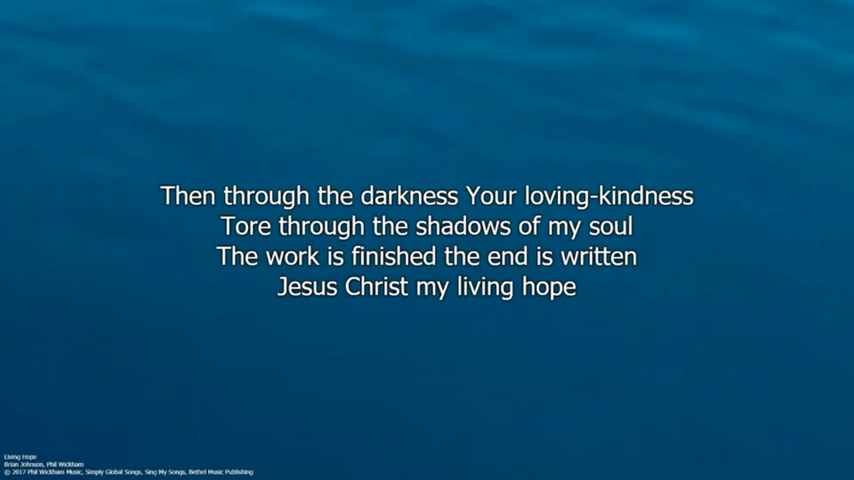 Then through the darkness Your loving-kindness
Tore through the shadows of my soul
The work is finished the end is written
Jesus Christ my living hope
Living Hope
Brian Johnson, Phil Wickham
© 2017 Phil Wickham Music, Simply Global Songs, Sing My Songs, Bethel Music Publishing